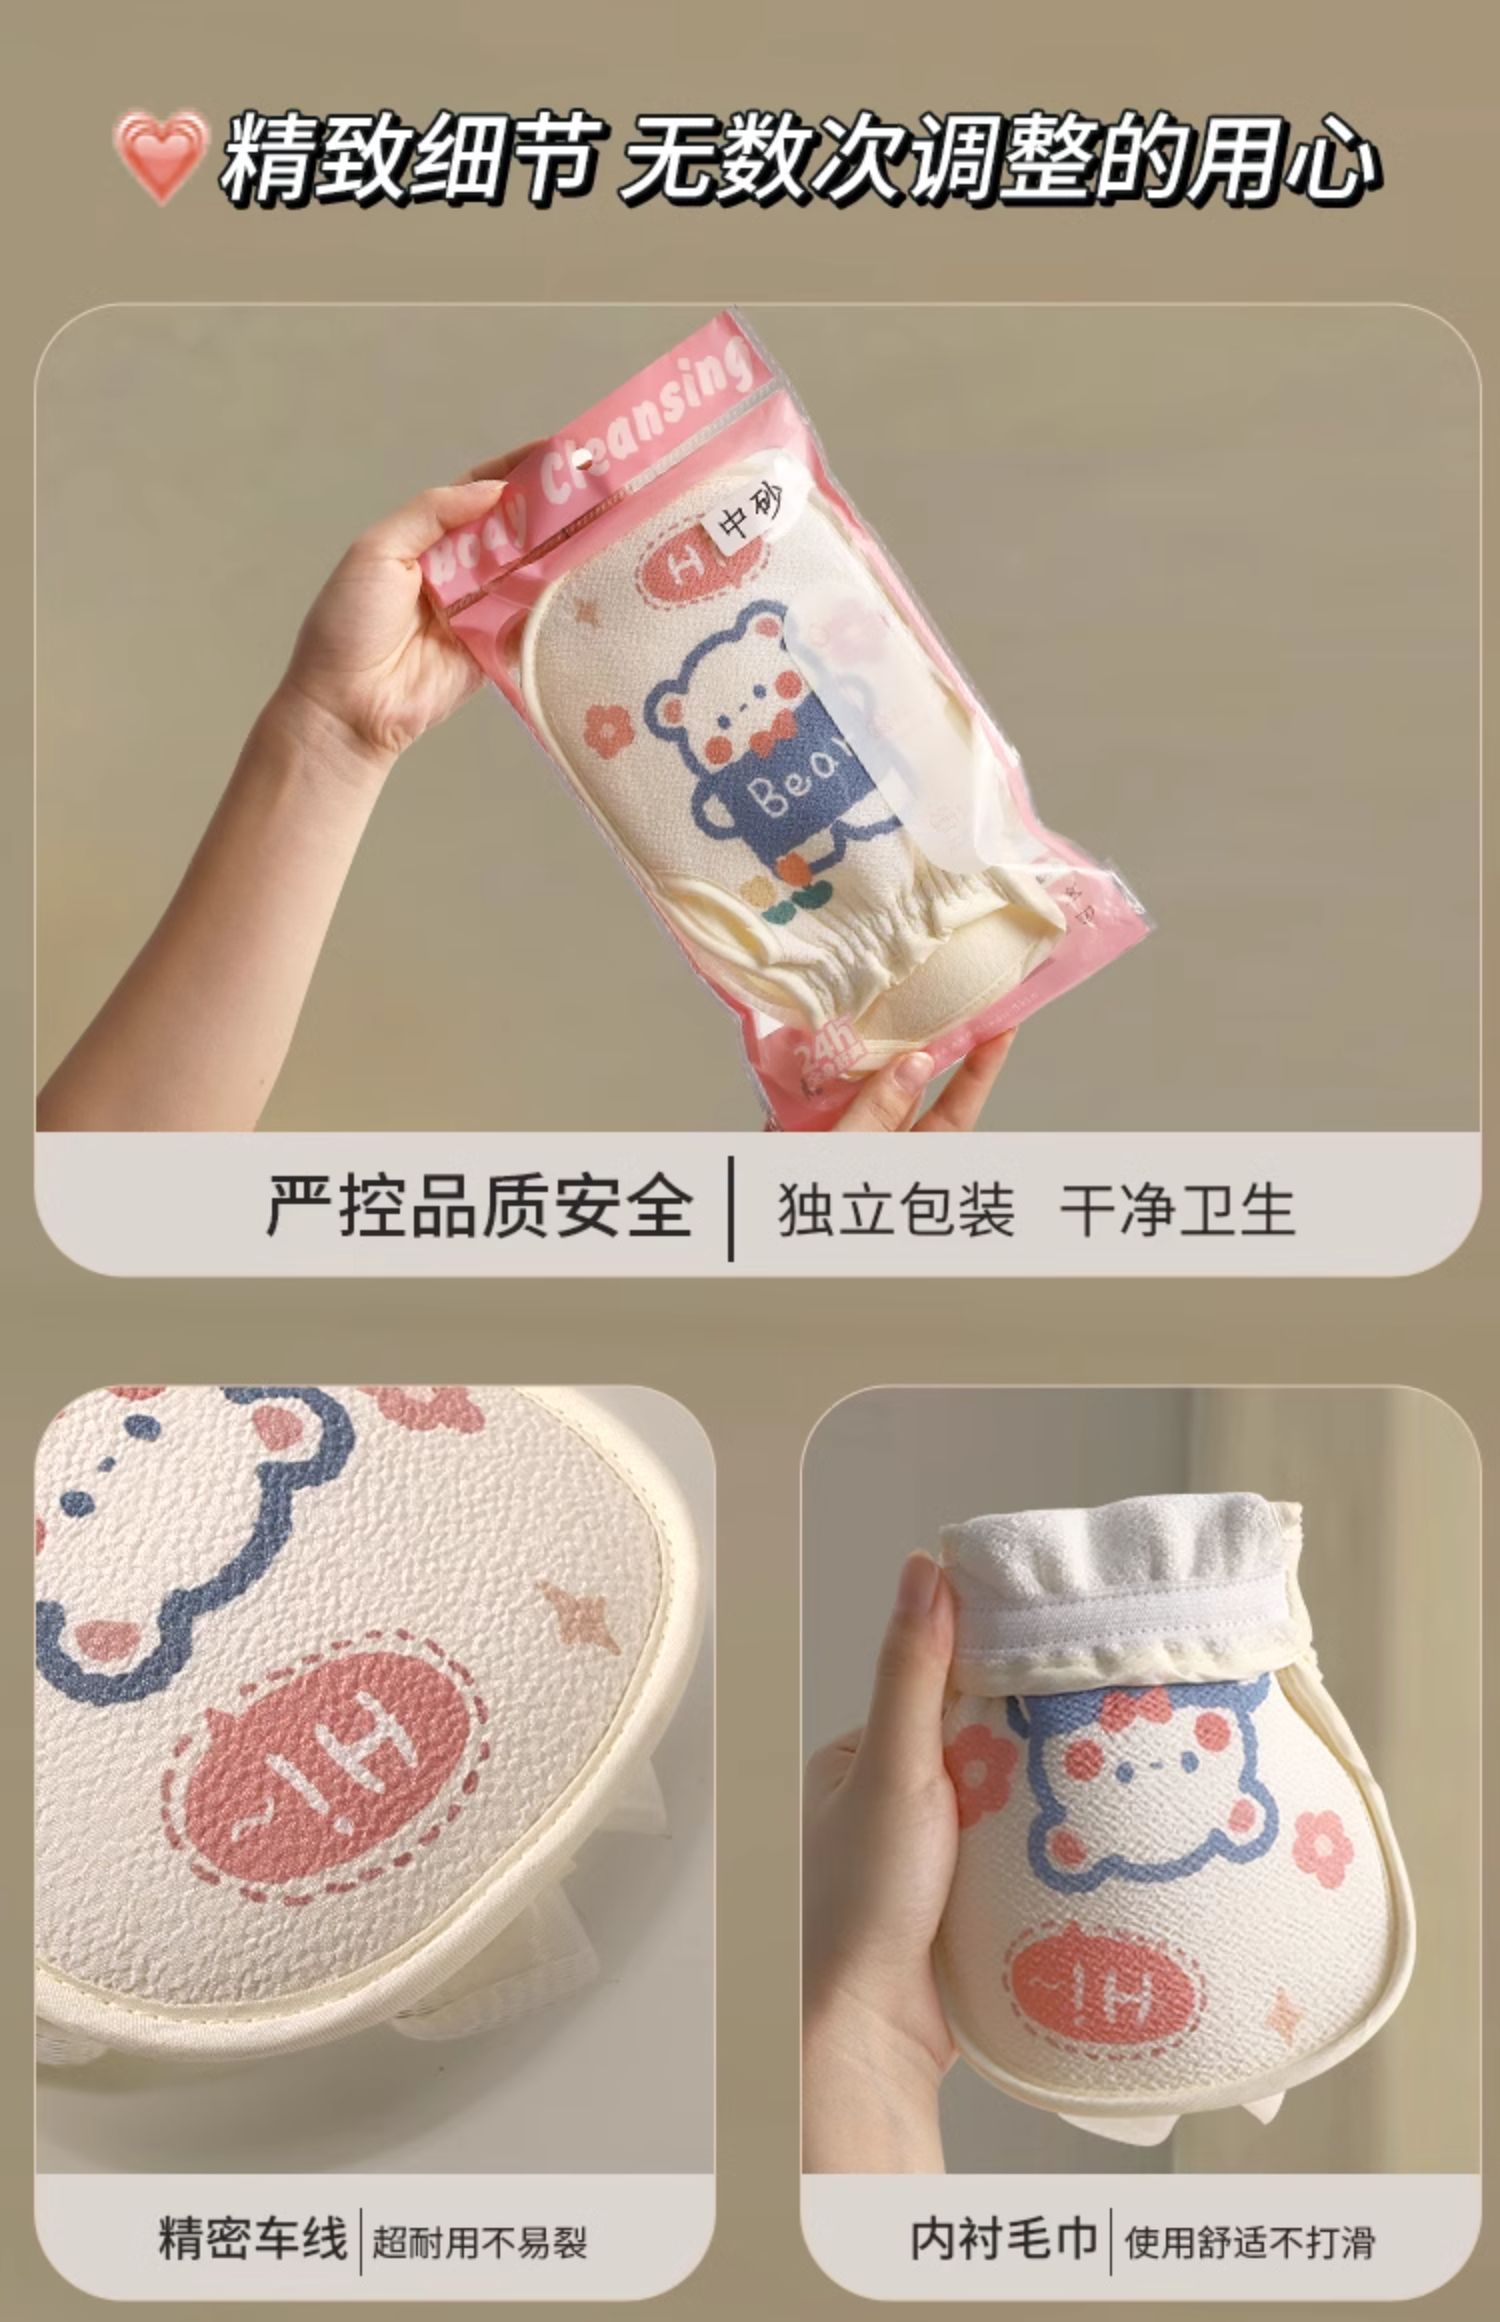 精致细节 无数次调整的用心
Body Cleansing
中砂
Hi
Bear
24h
严控品质安全 | 独立包装 干净卫生
Hi~
Hi~
精密车线 | 超耐用不易裂
内衬毛巾 | 使用舒适不打滑